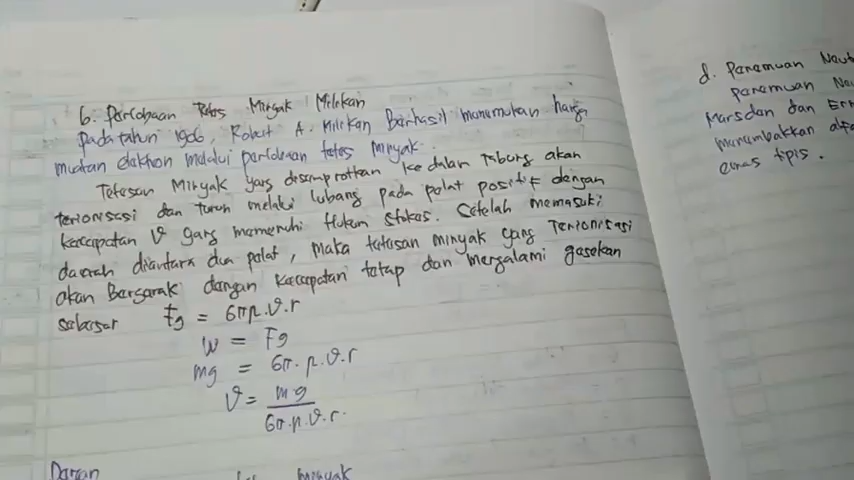 6. Percobaan Tetes Minyak Milikan
pada tahun 1906, Robert A. Milikan Berhasil menemukan harga
muatan elektron melalui percobaan tetes minyak.
Tetesan Minyak yang disemprotkan ke dalam Tabung akan
terionisasi dan turun melalui lubang pada palat positif dengan
kecepatan v yang memenuhi Hukum Stokes. Setelah memasuki
daerah diantara dua palat, maka tetesan minyak yang Terionisasi
akan Bergerak dengan kecepatan tetap dan mengalami gesekan
sebesar Fg = 6πη.v.r
w = Fg
mg = 6π.η.v.r
v = mg / 6π.η.v.r.
minyak
d. Penemuan
penemuan
Marsden dan
menembakkan
emas tipis.